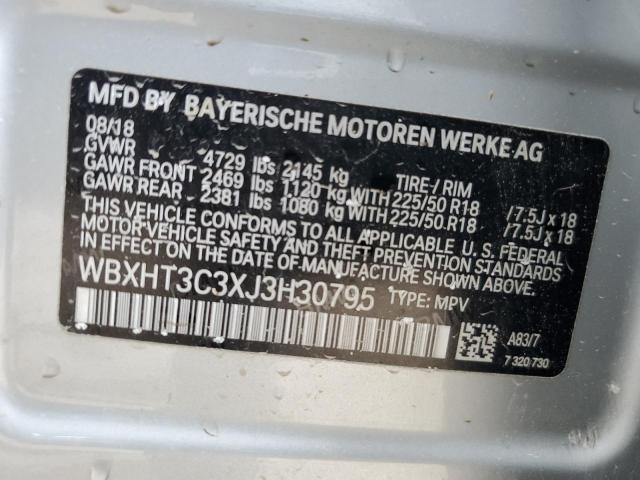 MFD BY BAYERISCHE MOTOREN WERKE AG
08/18
GVWR 4729 lbs 2145 kg TIRE / RIM
GAWR FRONT 2469 lbs 1120 kg WITH 225/50 R18 /7.5J x 18
GAWR REAR 2381 lbs 1080 kg WITH 225/50 R18 /7.5J x 18
THIS VEHICLE CONFORMS TO ALL APPLICABLE U.S. FEDERAL
MOTOR VEHICLE SAFETY AND THEFT PREVENTION STANDARDS
IN EFFECT ON THE DATE OF MANUFACTURE SHOWN ABOVE.
WBXHT3C3XJ3H30795 TYPE: MPV
A83/7
7 320 730